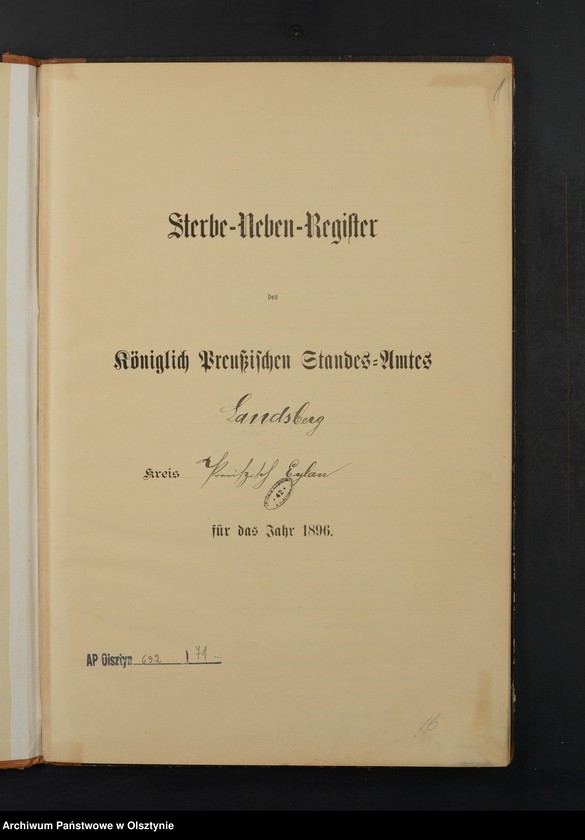 1
Sterbe-Neben-Register
des
Königlich Preußischen Standes-Amtes
Landsberg
Kreis Preußisch Eylau
42
für das Jahr 1896.
AP Olsztyn 692 / 71
16
Archiwum Państwowe w Olsztynie